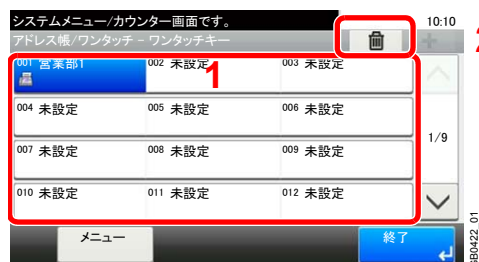 システムメニュー/カウンター画面です。 10:10
アドレス帳/ワンタッチ - ワンタッチキー
2
001 営業部1 002 未設定 003 未設定
1
004 未設定 005 未設定 006 未設定
1/9
007 未設定 008 未設定 009 未設定
010 未設定 011 未設定 012 未設定
メニュー 終了